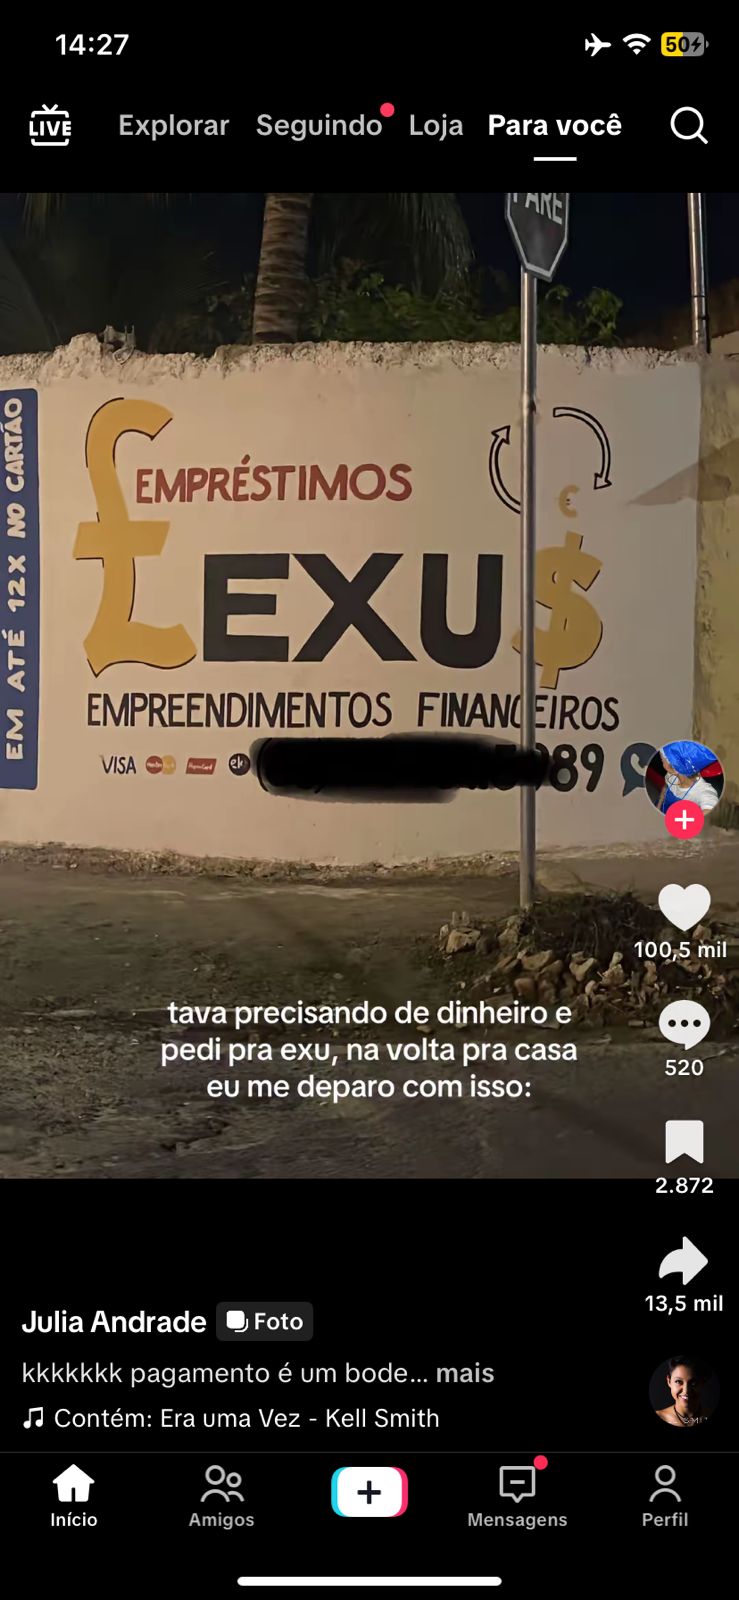 14:27
50
LIVE
Explorar Seguindo Loja Para você
PARE
EM ATÉ 12X NO CARTÃO
EMPRÉSTIMOS
€
£EXU$
EMPREENDIMENTOS FINANCEIROS
VISA 89
tava precisando de dinheiro e
pedi pra exu, na volta pra casa
eu me deparo com isso:
100,5 mil
520
2.872
13,5 mil
Julia Andrade Foto
kkkkkkk pagamento é um bode... mais
Contém: Era uma Vez - Kell Smith
Início Amigos Mensagens Perfil